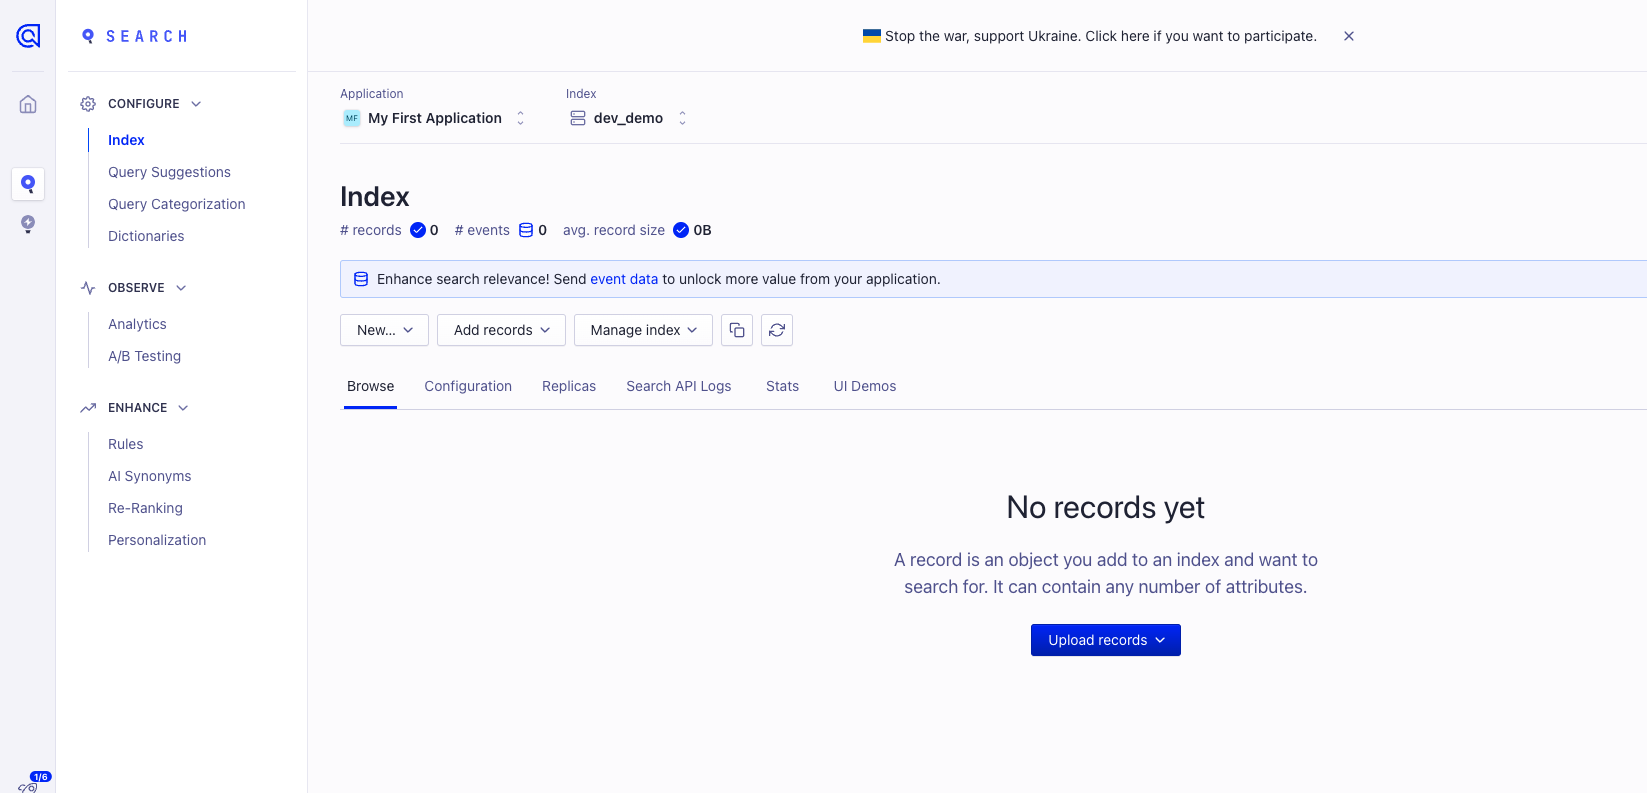 SEARCH
Stop the war, support Ukraine. Click here if you want to participate.
CONFIGURE
Index
Query Suggestions
Query Categorization
Dictionaries
OBSERVE
Analytics
A/B Testing
ENHANCE
Rules
AI Synonyms
Re-Ranking
Personalization
1/6
Application
MF My First Application
Index
dev_demo
Index
# records 0 # events 0 avg. record size 0B
Enhance search relevance! Send event data to unlock more value from your application.
New... Add records Manage index
Browse Configuration Replicas Search API Logs Stats UI Demos
No records yet
A record is an object you add to an index and want to
search for. It can contain any number of attributes.
Upload records